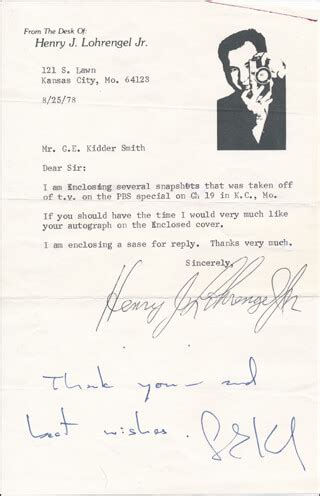 From The Desk Of:
Henry J. Lohrengel Jr.
121 S. Lawn
Kansas City, Mo. 64123
8/25/78
Mr. G.E. Kidder Smith
Dear Sir:
I am Enclosing several snapshots that was taken off
of t.v. on the PBS special on Ch 19 in K.C., Mo.
If you should have the time I would very much like
your autograph on the Enclosed cover.
I am enclosing a sase for reply. Thanks very much.
Sincerely,
Henry J. Lohrengel Jr
Thank you — and
best wishes. GEK